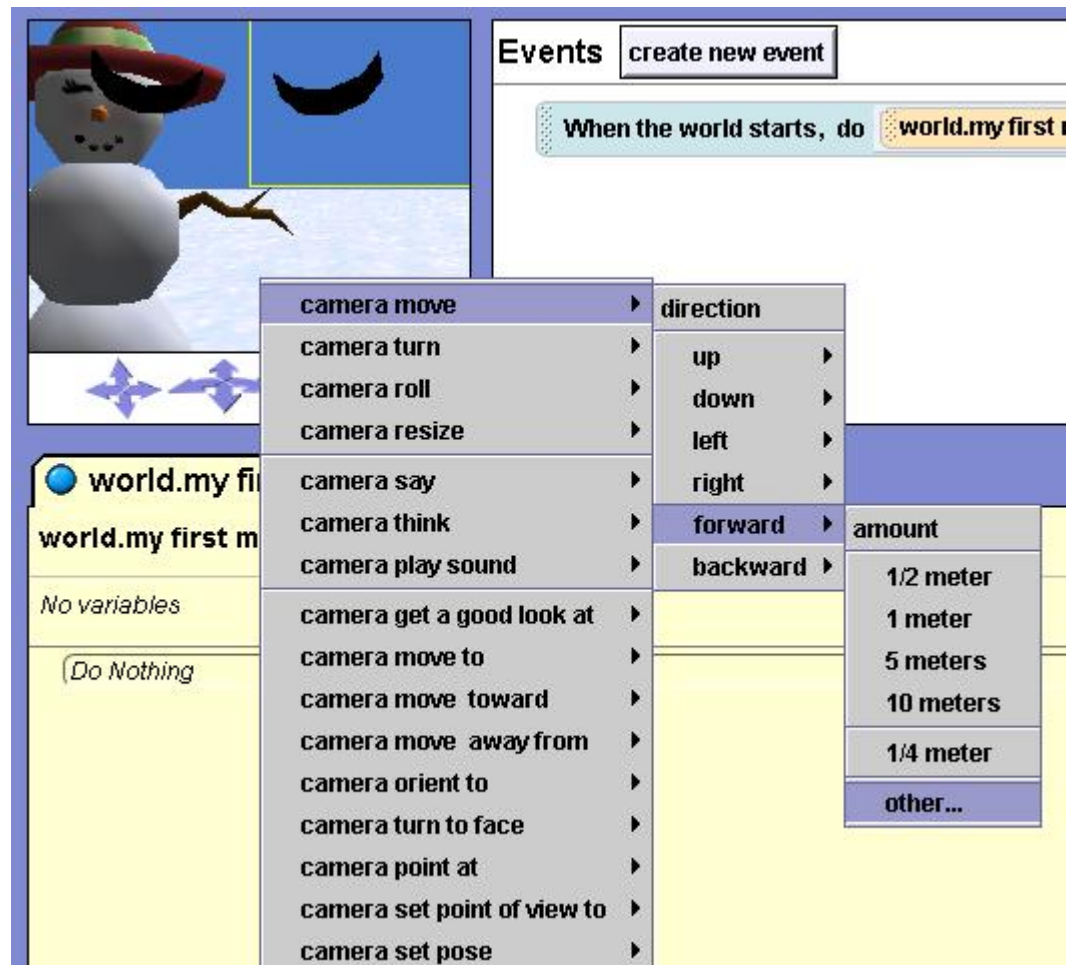 Events create new event
When the world starts, do world.my first
camera move
camera turn
camera roll
camera resize
camera say
camera think
camera play sound
camera get a good look at
camera move to
camera move toward
camera move away from
camera orient to
camera turn to face
camera point at
camera set point of view to
camera set pose
direction
up
down
left
right
forward
backward
amount
1/2 meter
1 meter
5 meters
10 meters
1/4 meter
other...
world.my fi
world.my first m
No variables
Do Nothing